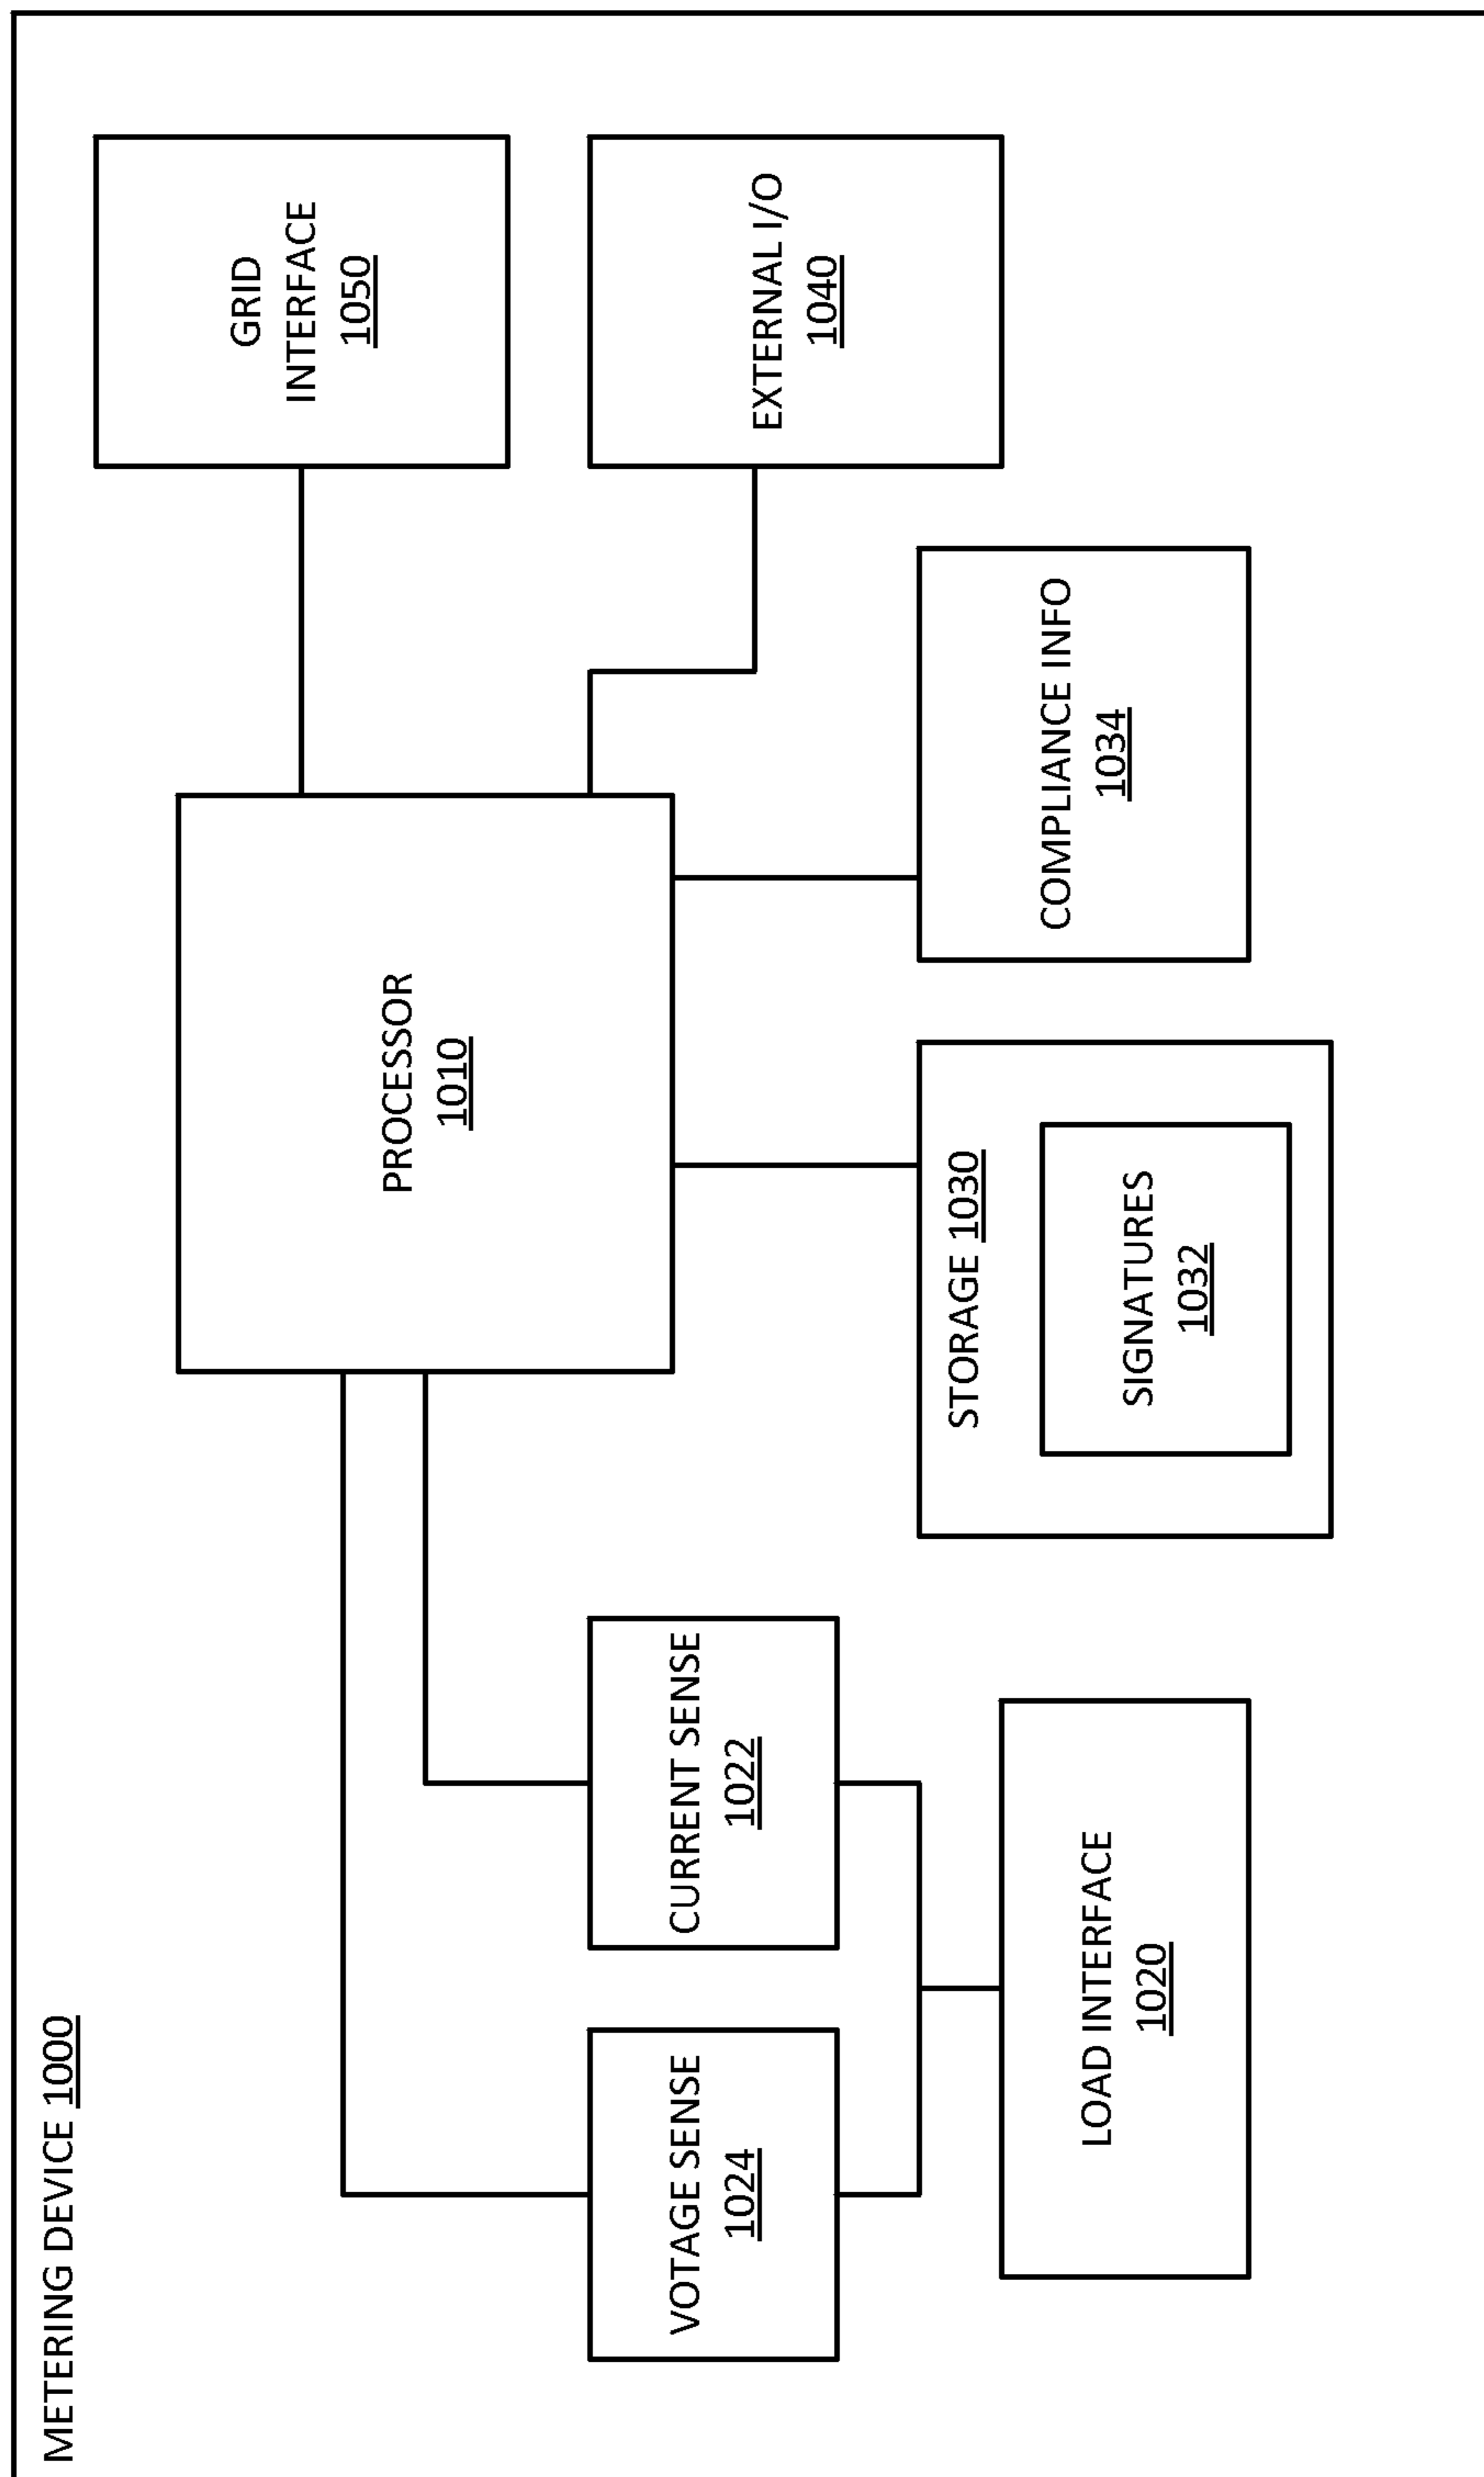 METERING DEVICE 1000
GRID
INTERFACE
1050
PROCESSOR
1010
VOTAGE SENSE
1024
CURRENT SENSE
1022
EXTERNAL I/O
1040
STORAGE 1030
SIGNATURES
1032
COMPLIANCE INFO
1034
LOAD INTERFACE
1020